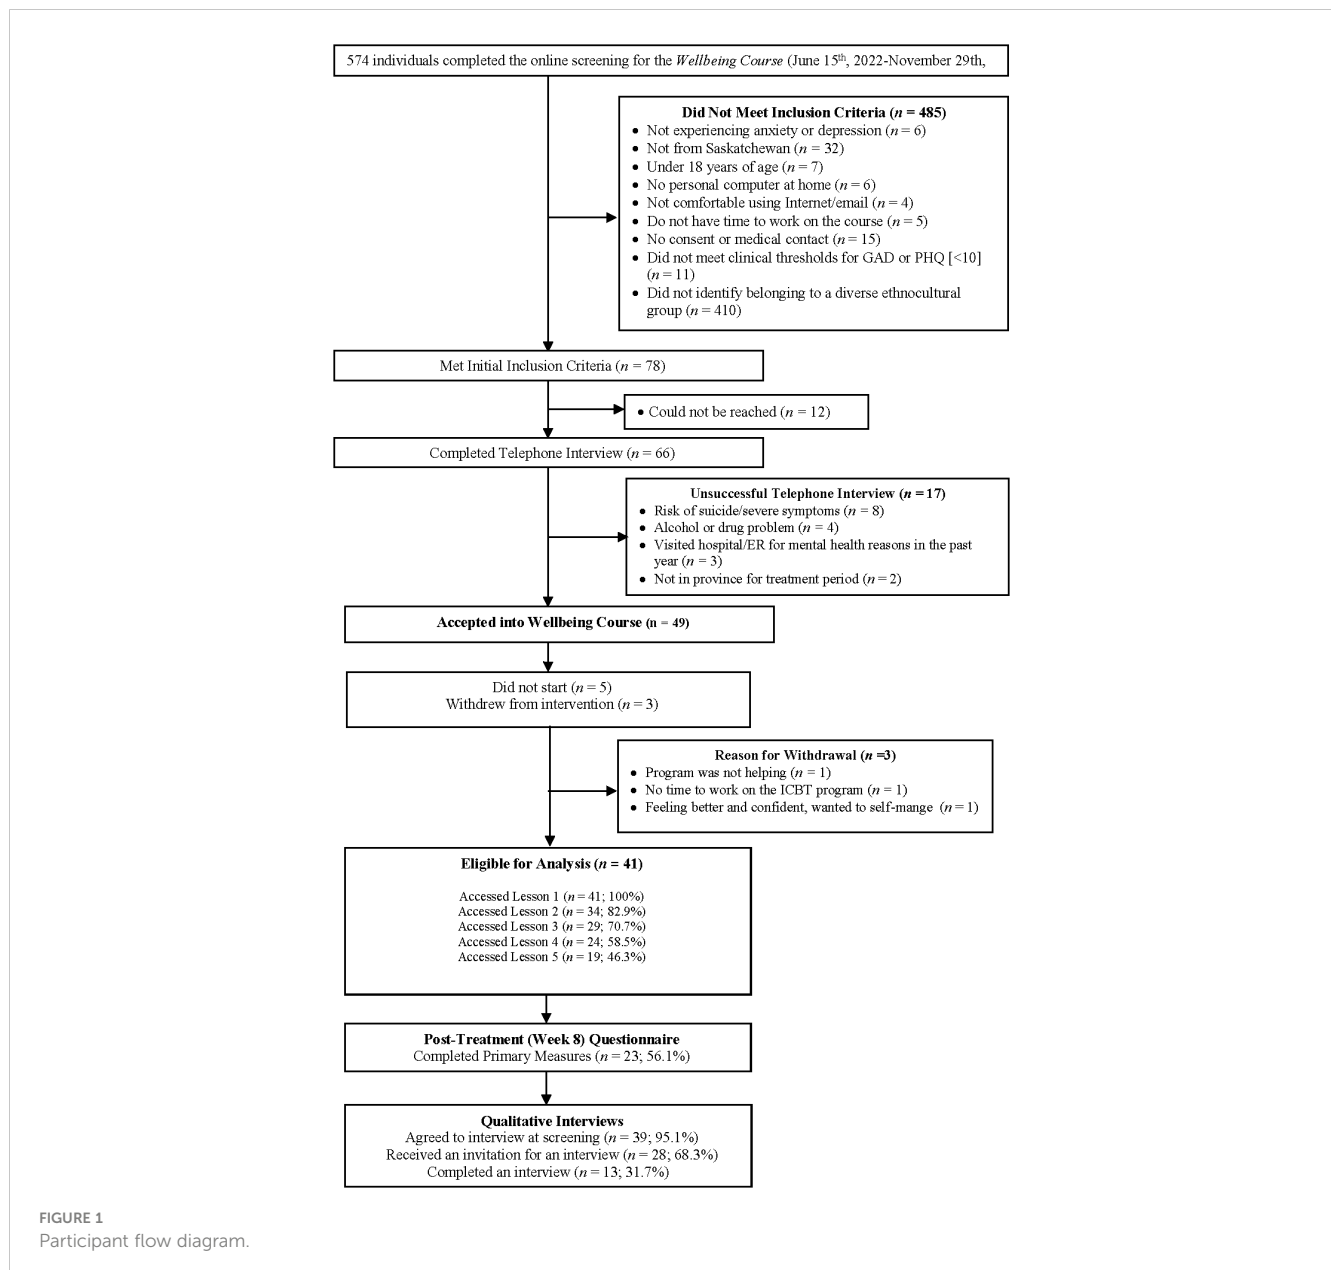 574 individuals completed the online screening for the Wellbeing Course (June 15th, 2022-November 29th,
Did Not Meet Inclusion Criteria (n = 485)
• Not experiencing anxiety or depression (n = 6)
• Not from Saskatchewan (n = 32)
• Under 18 years of age (n = 7)
• No personal computer at home (n = 6)
• Not comfortable using Internet/email (n = 4)
• Do not have time to work on the course (n = 5)
• No consent or medical contact (n = 15)
• Did not meet clinical thresholds for GAD or PHQ [<10]
(n = 11)
• Did not identify belonging to a diverse ethnocultural
group (n = 410)
Met Initial Inclusion Criteria (n = 78)
• Could not be reached (n = 12)
Completed Telephone Interview (n = 66)
Unsuccessful Telephone Interview (n = 17)
• Risk of suicide/severe symptoms (n = 8)
• Alcohol or drug problem (n = 4)
• Visited hospital/ER for mental health reasons in the past
year (n = 3)
• Not in province for treatment period (n = 2)
Accepted into Wellbeing Course (n = 49)
Did not start (n = 5)
Withdrew from intervention (n = 3)
Reason for Withdrawal (n =3)
• Program was not helping (n = 1)
• No time to work on the ICBT program (n = 1)
• Feeling better and confident, wanted to self-mange (n = 1)
Eligible for Analysis (n = 41)
Accessed Lesson 1 (n = 41; 100%)
Accessed Lesson 2 (n = 34; 82.9%)
Accessed Lesson 3 (n = 29; 70.7%)
Accessed Lesson 4 (n = 24; 58.5%)
Accessed Lesson 5 (n = 19; 46.3%)
Post-Treatment (Week 8) Questionnaire
Completed Primary Measures (n = 23; 56.1%)
Qualitative Interviews
Agreed to interview at screening (n = 39; 95.1%)
Received an invitation for an interview (n = 28; 68.3%)
Completed an interview (n = 13; 31.7%)
FIGURE 1
Participant flow diagram.